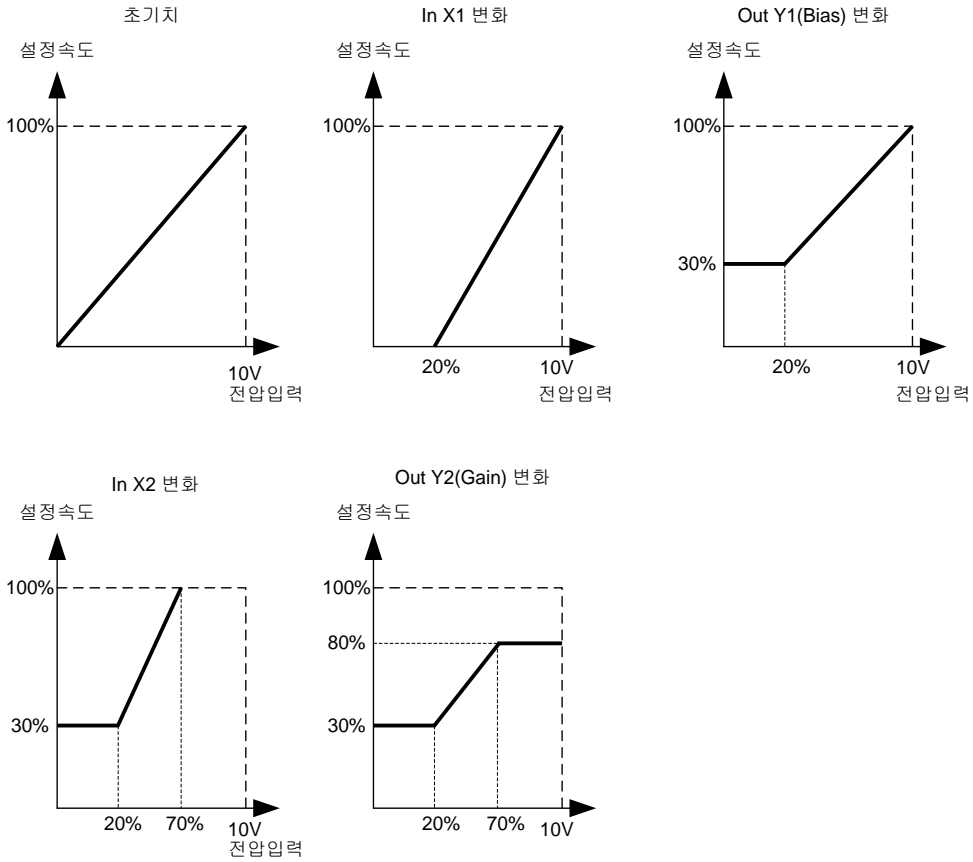 초기치
설정속도
100%
10V
전압입력
In X1 변화
설정속도
100%
20%
10V
전압입력
Out Y1(Bias) 변화
설정속도
100%
30%
20%
10V
전압입력
In X2 변화
설정속도
100%
30%
20%
70%
10V
전압입력
Out Y2(Gain) 변화
설정속도
100%
80%
30%
20%
70%
10V